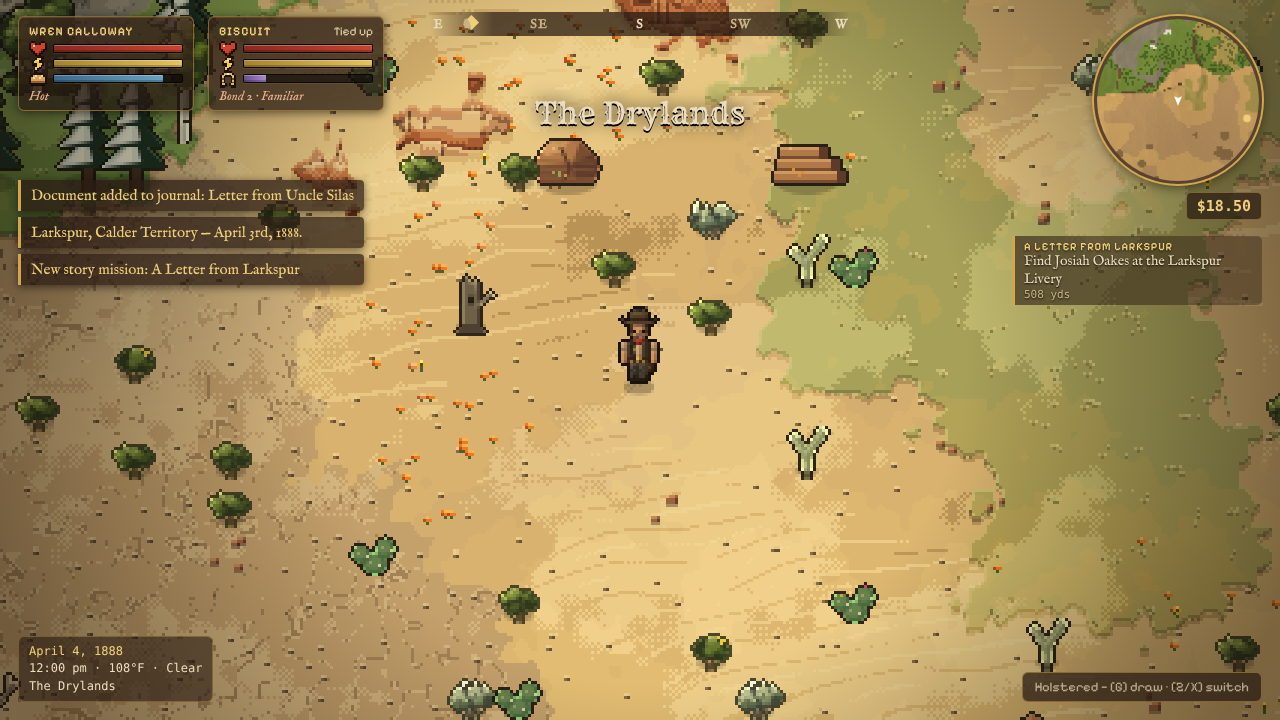 WREN CALLOWAY
Hot
BISCUIT
Tied up
Bond 2 · Familiar
E
SE
S
SW
W
The Drylands
Document added to journal: Letter from Uncle Silas
Larkspur, Calder Territory — April 3rd, 1888.
New story mission: A Letter from Larkspur
$18.50
A LETTER FROM LARKSPUR
Find Josiah Oakes at the Larkspur
Livery
508 yds
April 4, 1888
12:00 pm · 108°F · Clear
The Drylands
Holstered - [G] draw · [Z/X] switch